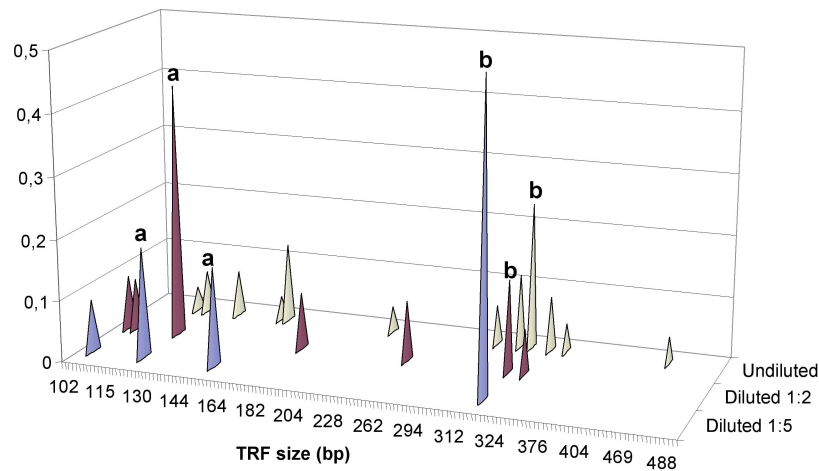 0,5
0,4
0,3
0,2
0,1
0
a
a
a
b
b
b
102 115 130 144 164 182 204 228 262 294 312 324 376 404 469 488
Undiluted
Diluted 1:2
Diluted 1:5
TRF size (bp)